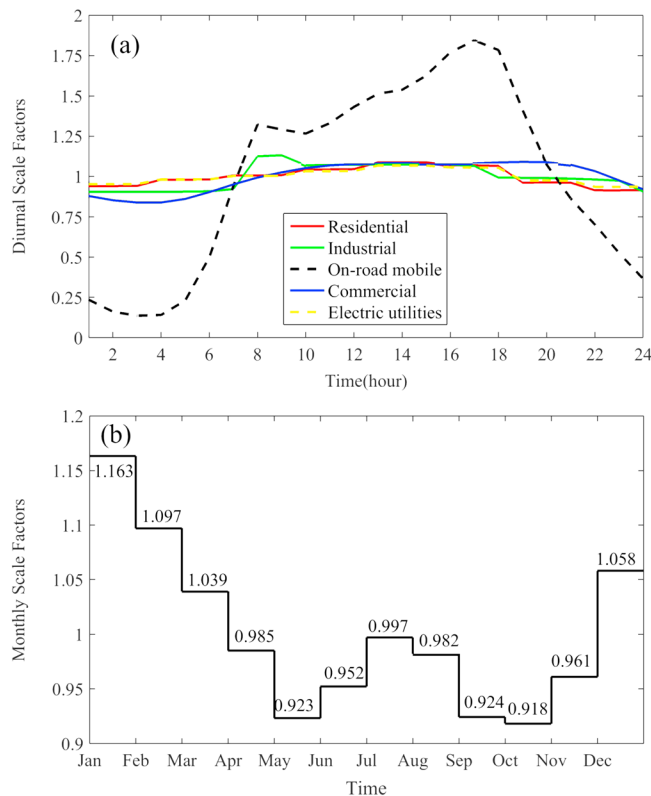 2
(a)
1.75
1.5
1.25
1
0.75
0.5
0.25
0
Diurnal Scale Factors
Residential
Industrial
On-road mobile
Commercial
Electric utilities
2 4 6 8 10 12 14 16 18 20 22 24
Time(hour)
1.2
(b)
1.15
1.1
1.05
1
0.95
0.9
Monthly Scale Factors
1.163
1.097
1.039
0.985
0.923
0.952
0.997
0.982
0.924
0.918
0.961
1.058
Jan Feb Mar Apr May Jun Jul Aug Sep Oct Nov Dec
Time